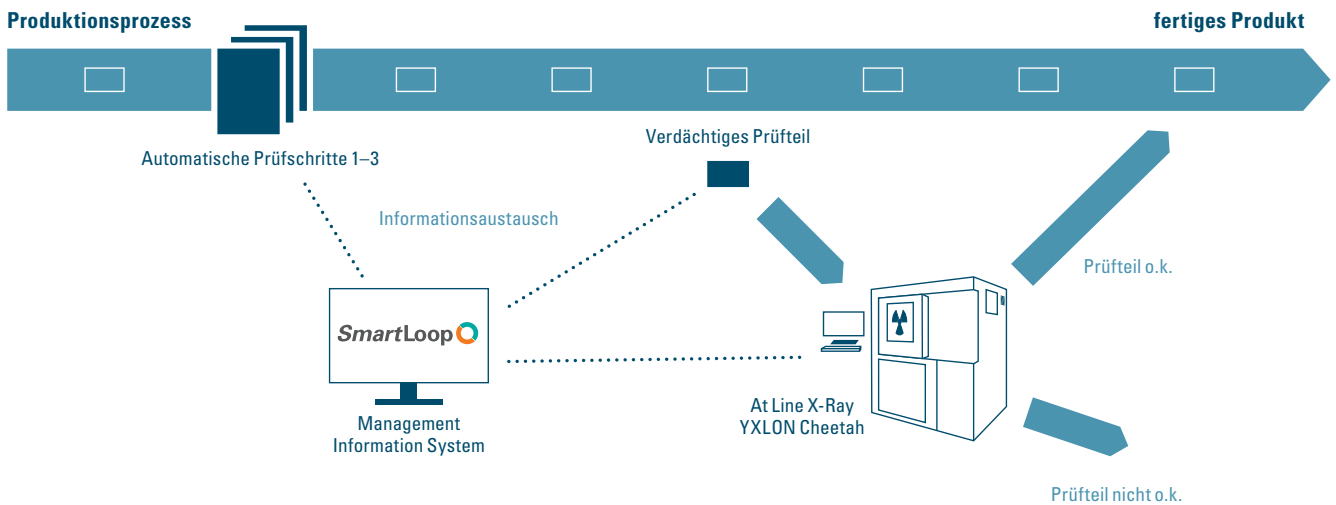 Produktionsprozess
fertiges Produkt
Automatische Prüfschritte 1–3
Verdächtiges Prüfteil
Informationsaustausch
Prüfteil o.k.
SmartLoop
Management
Information System
At Line X-Ray
YXLON Cheetah
Prüfteil nicht o.k.